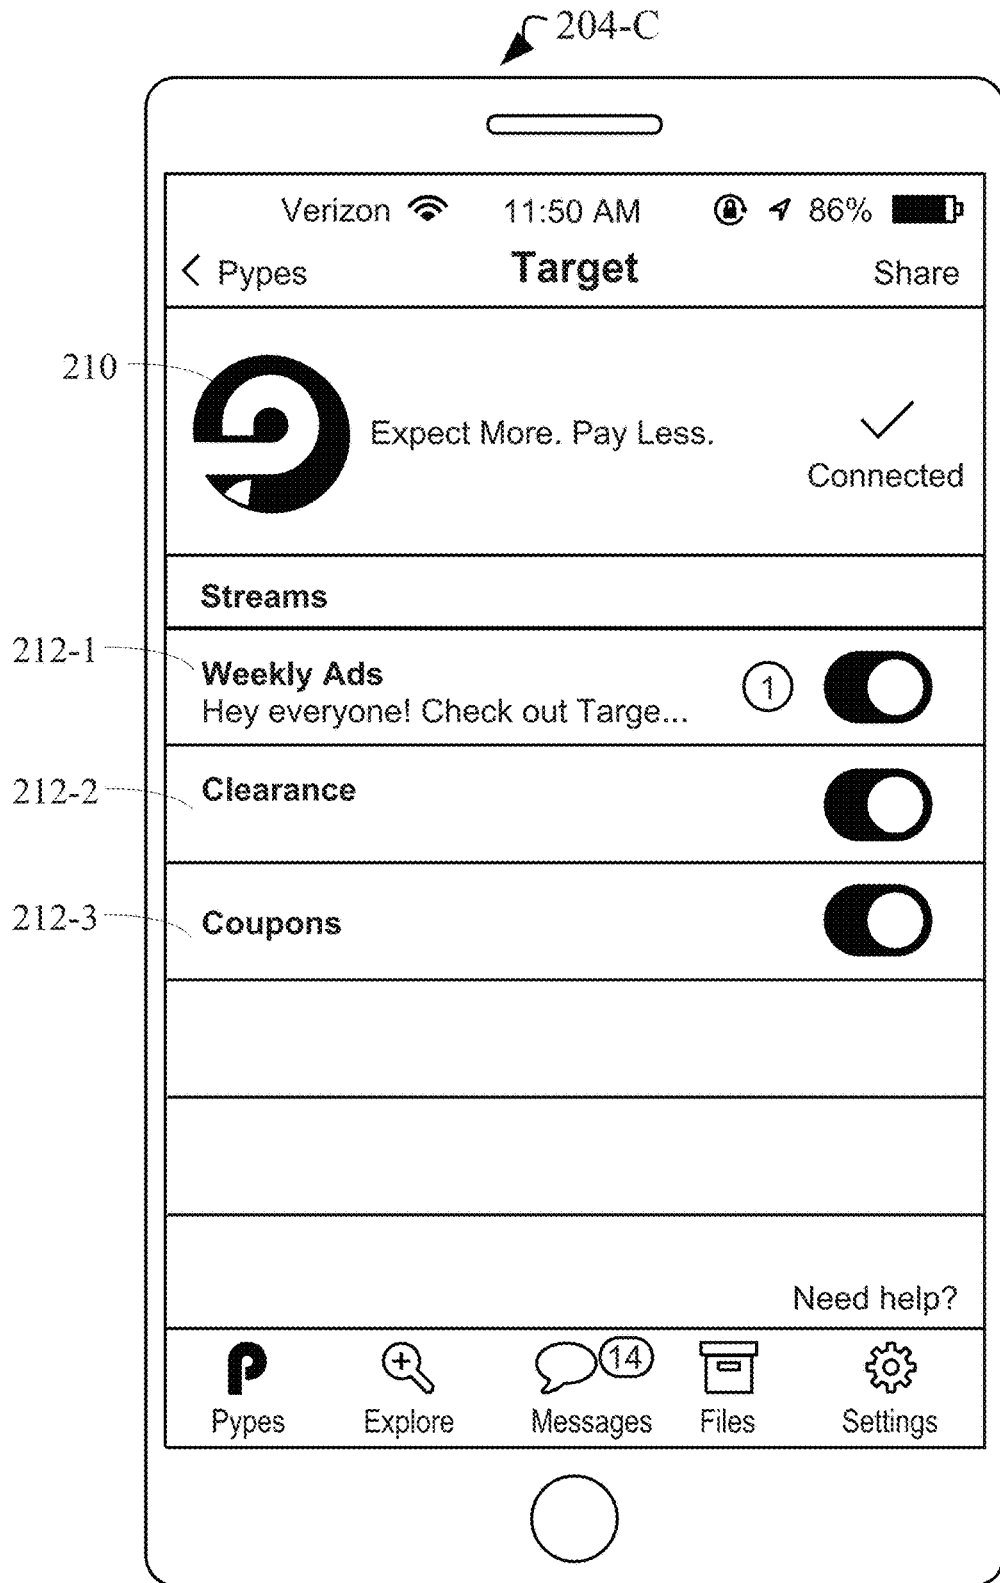 204-C
Verizon 11:50 AM 86%
Pypes Target Share
210
Expect More. Pay Less.
Connected
Streams
212-1
Weekly Ads
1
Hey everyone! Check out Targe...
212-2
Clearance
212-3
Coupons
Need help?
14
Pypes Explore Messages Files Settings